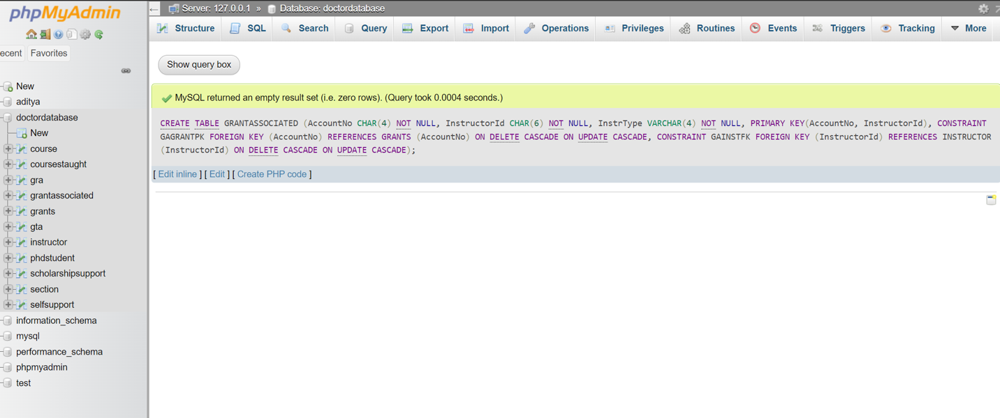 phpMyAdmin
ecent Favorites
New
aditya
doctordatabase
New
course
coursestaught
gra
grantassociated
grants
gta
instructor
phdstudent
scholarshipsupport
section
selfsupport
information_schema
mysql
performance_schema
phpmyadmin
test
Server: 127.0.0.1 » Database: doctordatabase
Structure SQL Search Query Export Import Operations Privileges Routines Events Triggers Tracking More
Show query box
MySQL returned an empty result set (i.e. zero rows). (Query took 0.0004 seconds.)
CREATE TABLE GRANTASSOCIATED (AccountNo CHAR(4) NOT NULL, InstructorId CHAR(6) NOT NULL, InstrType VARCHAR(4) NOT NULL, PRIMARY KEY(AccountNo, InstructorId), CONSTRAINT
GAGRANTPK FOREIGN KEY (AccountNo) REFERENCES GRANTS (AccountNo) ON DELETE CASCADE ON UPDATE CASCADE, CONSTRAINT GAINSTFK FOREIGN KEY (InstructorId) REFERENCES INSTRUCTOR
(InstructorId) ON DELETE CASCADE ON UPDATE CASCADE);
[ Edit inline ] [ Edit ] [ Create PHP code ]